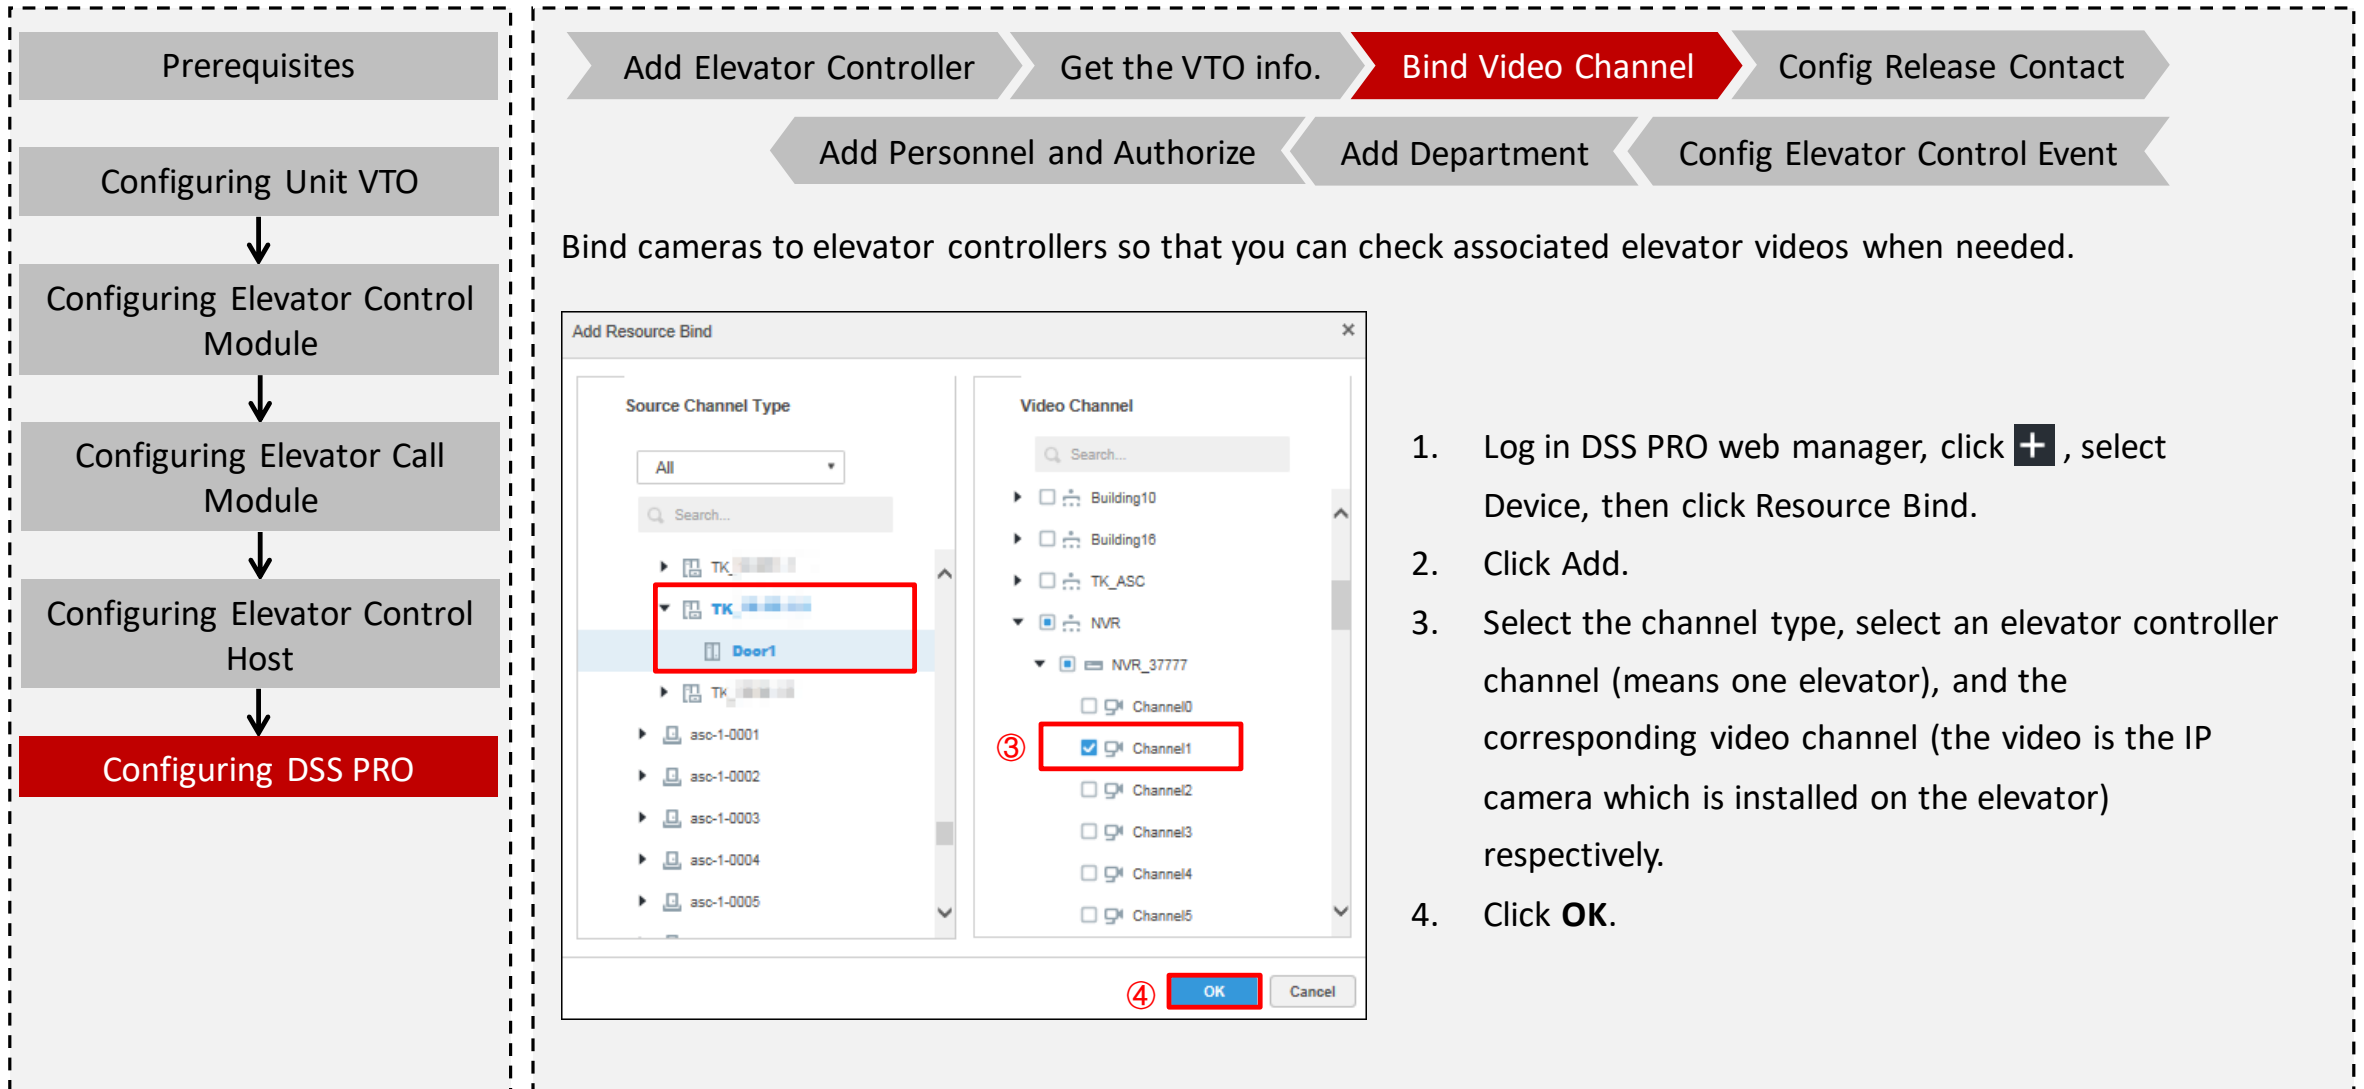 Prerequisites
Configuring Unit VTO
Configuring Elevator Control
Module
Configuring Elevator Call
Module
Configuring Elevator Control
Host
Configuring DSS PRO
Add Elevator Controller
Get the VTO info.
Bind Video Channel
Config Release Contact
Add Personnel and Authorize
Add Department
Config Elevator Control Event
Bind cameras to elevator controllers so that you can check associated elevator videos when needed.
Add Resource Bind
Source Channel Type
All
Search...
TK_
TK_
Door1
TK_
asc-1-0001
asc-1-0002
asc-1-0003
asc-1-0004
asc-1-0005
Video Channel
Search...
Building10
Building16
TK_ASC
NVR
NVR_37777
Channel0
③
Channel1
Channel2
Channel3
Channel4
Channel5
④
OK
Cancel
1. Log in DSS PRO web manager, click + , select
Device, then click Resource Bind.
2. Click Add.
3. Select the channel type, select an elevator controller
channel (means one elevator), and the
corresponding video channel (the video is the IP
camera which is installed on the elevator)
respectively.
4. Click OK.